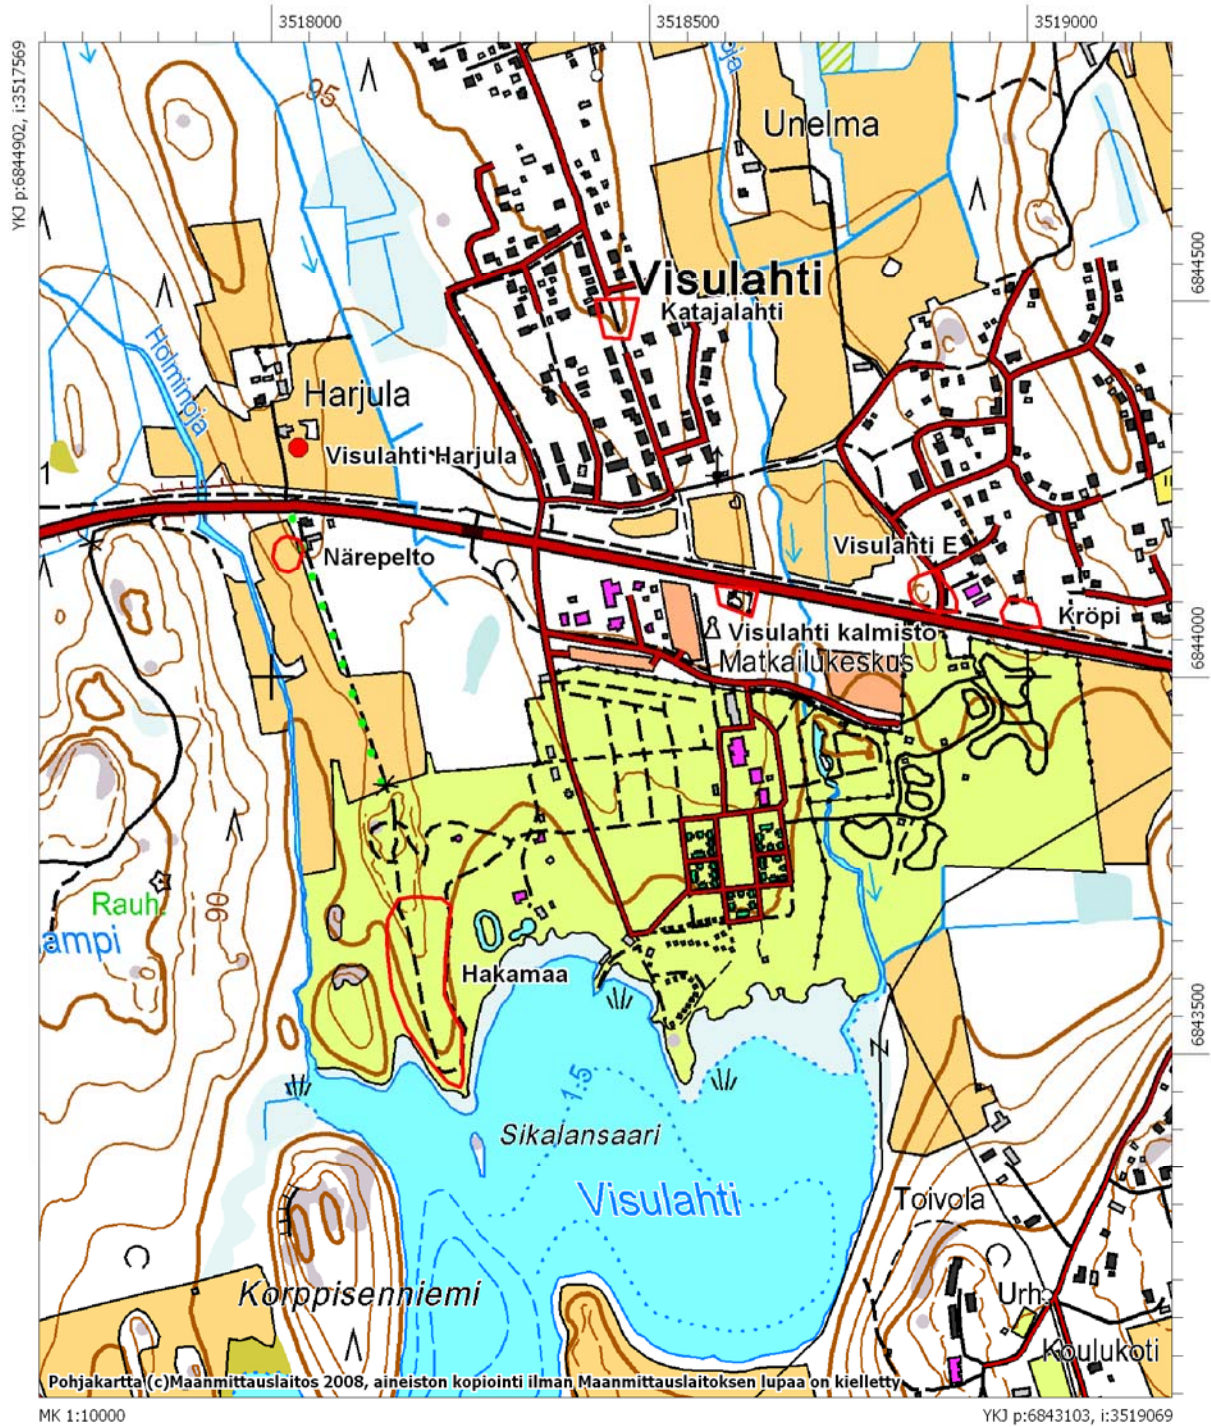 3518000
3518500
3519000
YKJ p:6844902, i:3517569
95
oja
Unelma
6844500
Visulahti
Katajalahti
Holminoja
Harjula
Visulahti Harjula
Visulahti E
Närepelto
Kröpi
6844000
Visulahti kalmisto
Matkailukeskus
90
Rauh.
ampi
Hakamaa
6843500
1.5
Sikalansaari
Visulahti
Toivola
Korppisenniemi
Urh.
Koulukoti
Pohjakartta (c)Maanmittauslaitos 2008, aineiston kopiointi ilman Maanmittauslaitoksen lupaa on kielletty
MK 1:10000
YKJ p:6843103, i:3519069